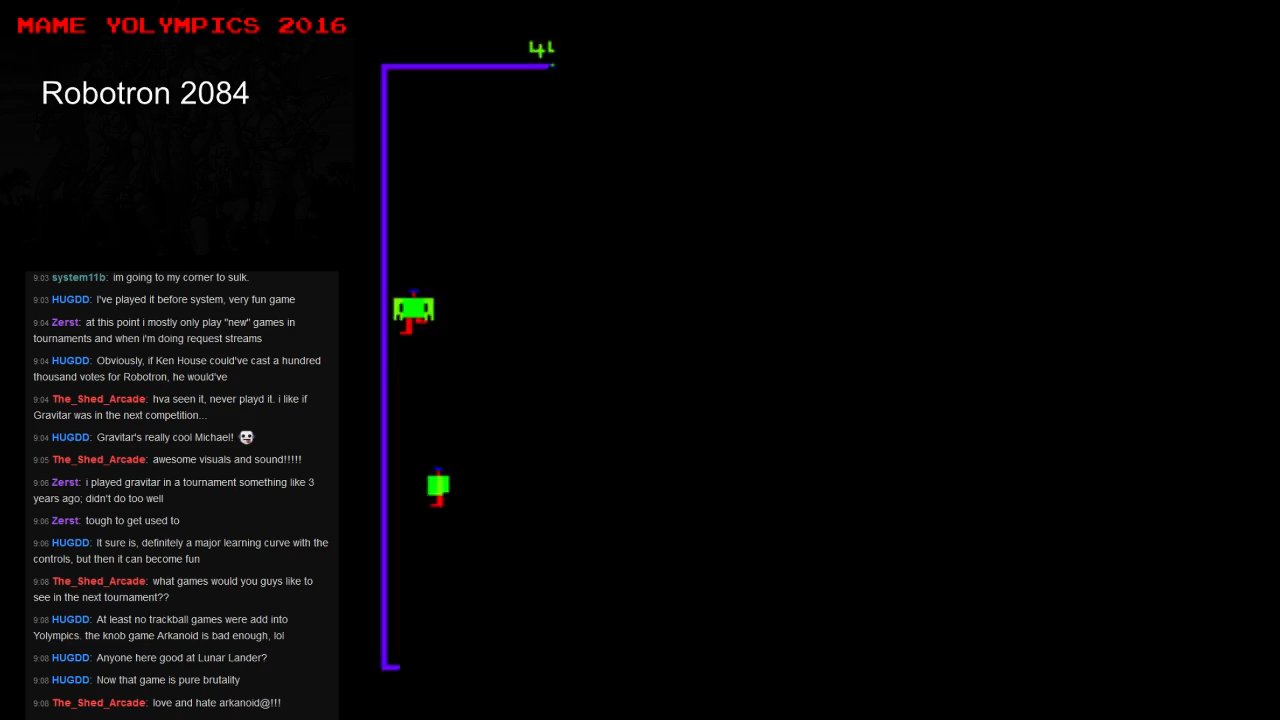 MAME YOLYMPICS 2016
Robotron 2084
9:03 system11b: im going to my corner to sulk.
9:03 HUGDD: I've played it before system, very fun game
9:04 Zerst: at this point i mostly only play "new" games in
tournaments and when i'm doing request streams
9:04 HUGDD: Obviously, if Ken House could've cast a hundred
thousand votes for Robotron, he would've
9:04 The_Shed_Arcade: hva seen it, never playd it. i like if
Gravitar was in the next competition...
9:04 HUGDD: Gravitar's really cool Michael!
9:05 The_Shed_Arcade: awesome visuals and sound!!!!!
9:06 Zerst: i played gravitar in a tournament something like 3
years ago; didn't do too well
9:06 Zerst: tough to get used to
9:06 HUGDD: It sure is, definitely a major learning curve with the
controls, but then it can become fun
9:08 The_Shed_Arcade: what games would you guys like to
see in the next tournament??
9:08 HUGDD: At least no trackball games were add into
Yolympics. the knob game Arkanoid is bad enough, lol
9:08 HUGDD: Anyone here good at Lunar Lander?
9:08 HUGDD: Now that game is pure brutality
9:08 The_Shed_Arcade: love and hate arkanoid@!!!